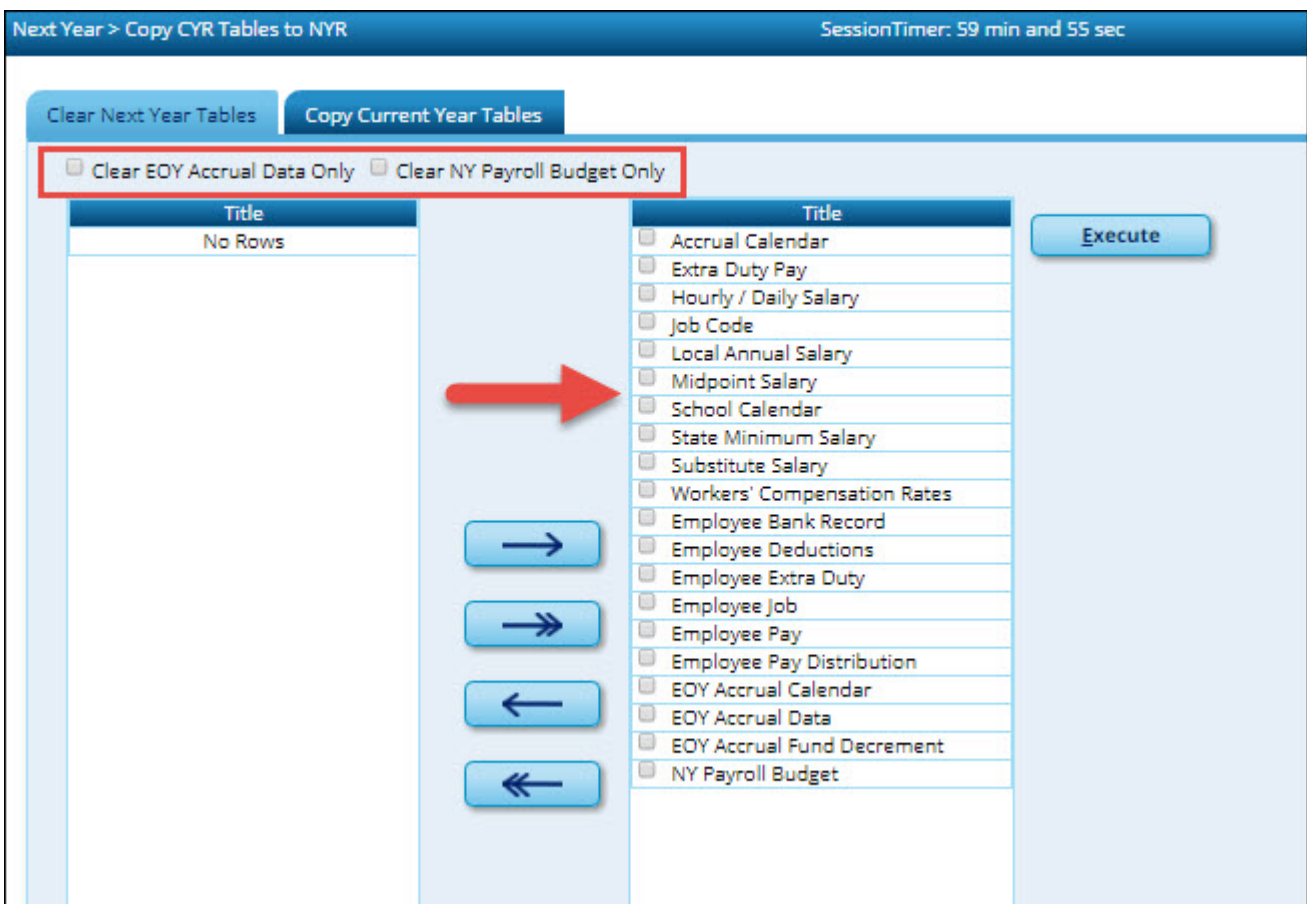 Next Year > Copy CYR Tables to NYR SessionTimer: 59 min and 55 sec
Clear Next Year Tables Copy Current Year Tables
Clear EOY Accrual Data Only Clear NY Payroll Budget Only
Title
No Rows
Title
Accrual Calendar
Extra Duty Pay
Hourly / Daily Salary
Job Code
Local Annual Salary
Midpoint Salary
School Calendar
State Minimum Salary
Substitute Salary
Workers' Compensation Rates
Employee Bank Record
Employee Deductions
Employee Extra Duty
Employee Job
Employee Pay
Employee Pay Distribution
EOY Accrual Calendar
EOY Accrual Data
EOY Accrual Fund Decrement
NY Payroll Budget
Execute